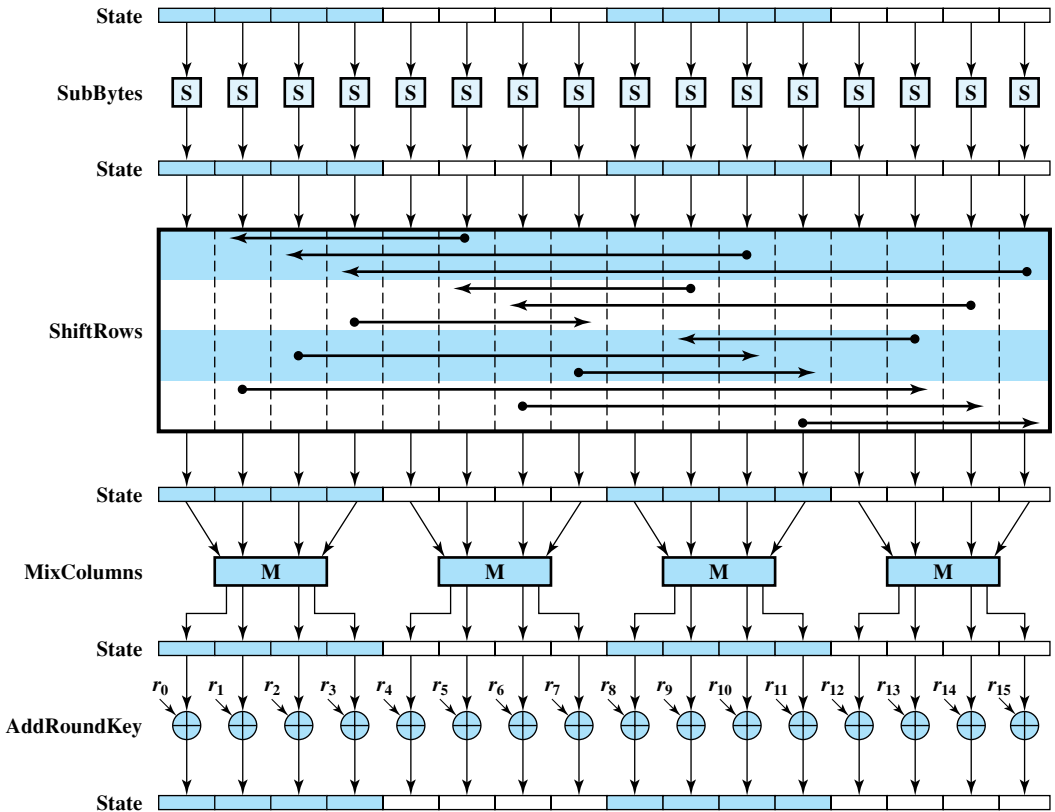 State
SubBytes S S S S S S S S S S S S S S S S
State
ShiftRows
State
MixColumns M M M M
State
r0 r1 r2 r3 r4 r5 r6 r7 r8 r9 r10 r11 r12 r13 r14 r15
AddRoundKey
State